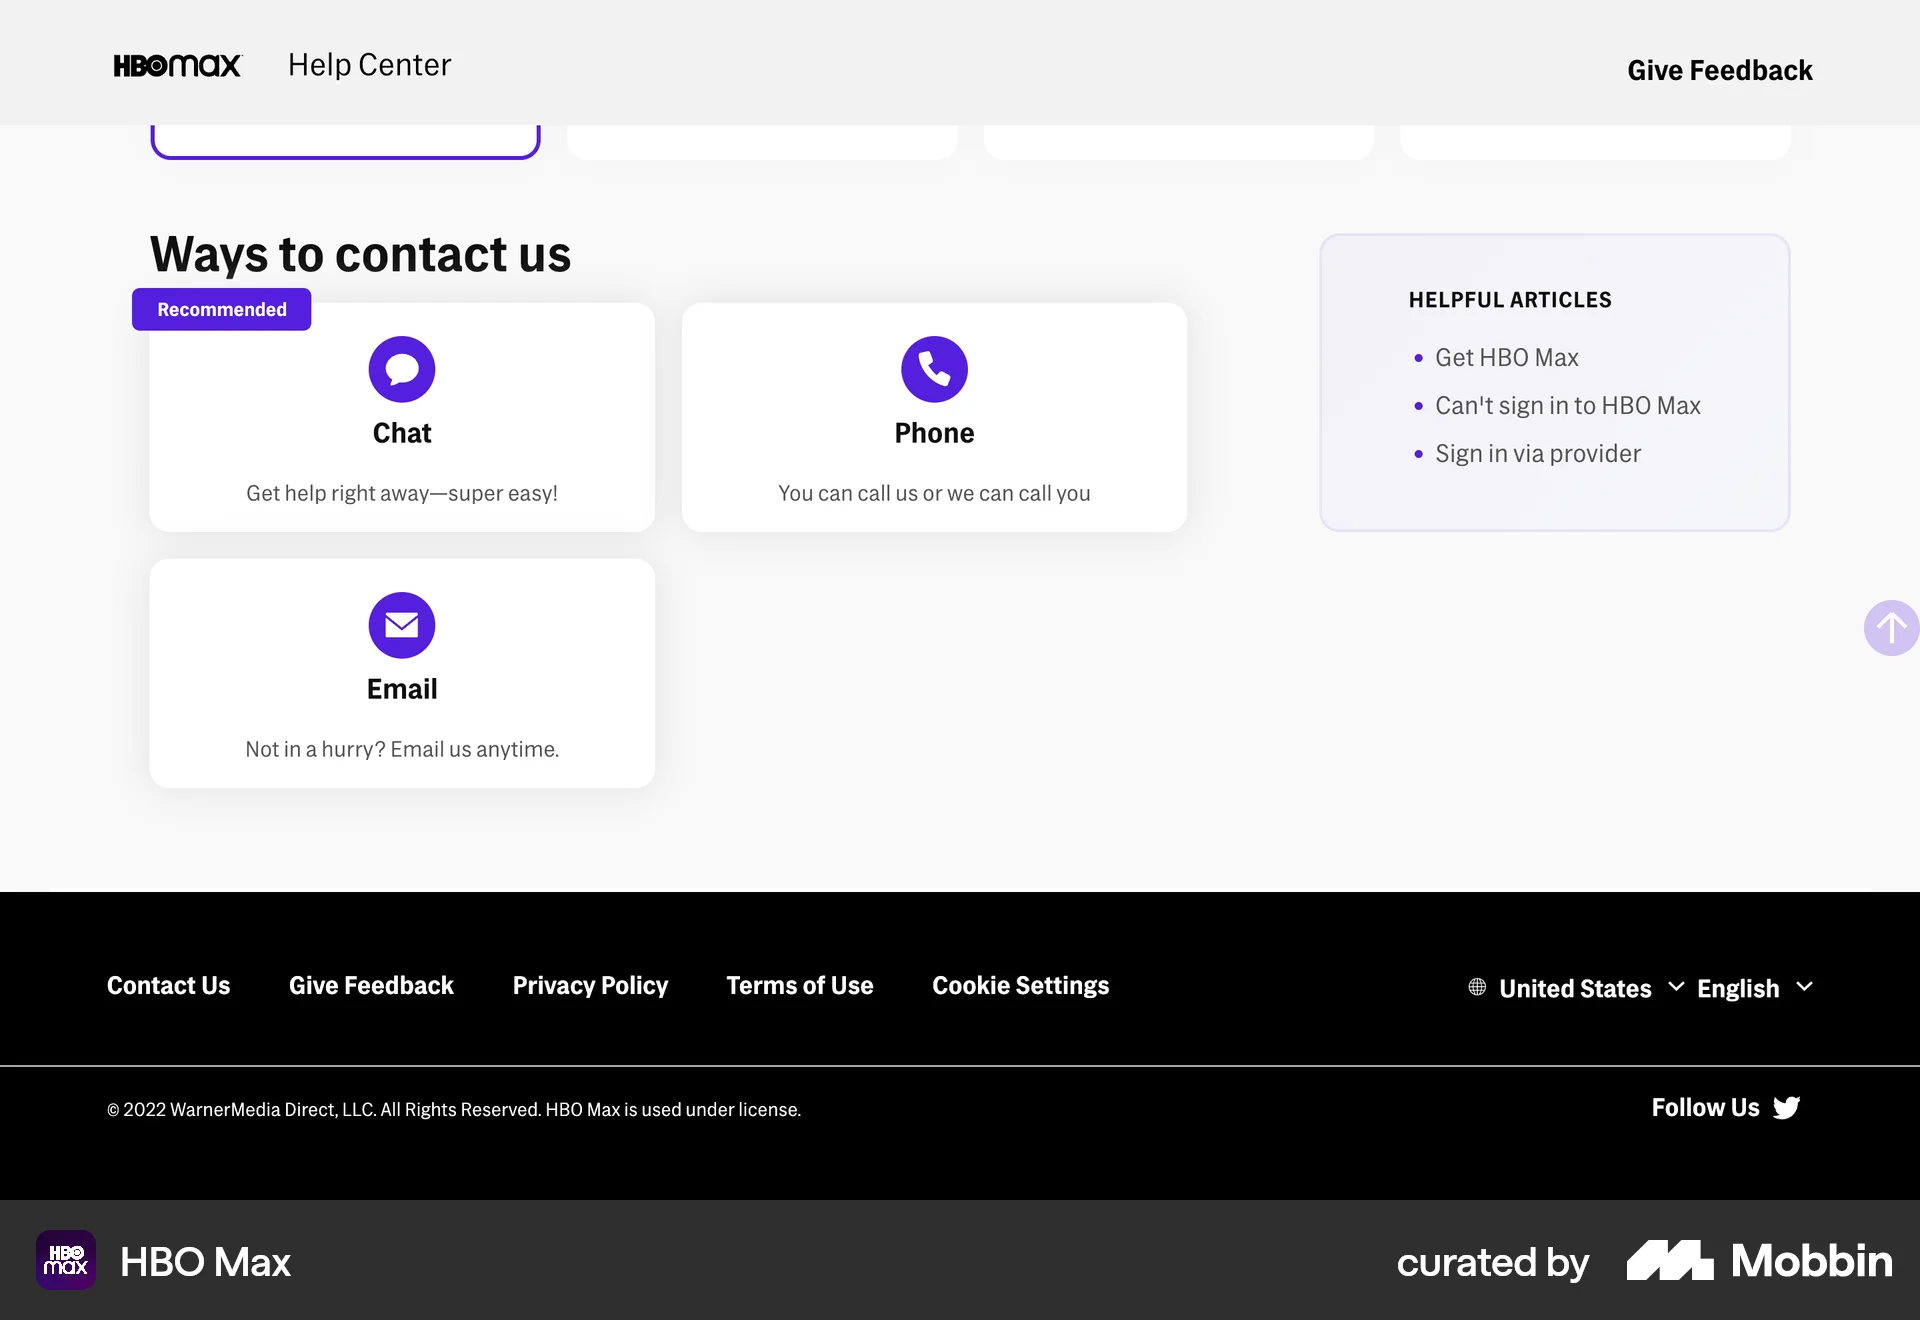 HBOMAX
Help Center
Give Feedback
Ways to contact us
Recommended
Chat
Get help right away—super easy!
Phone
You can call us or we can call you
Email
Not in a hurry? Email us anytime.
HELPFUL ARTICLES
• Get HBO Max
• Can't sign in to HBO Max
• Sign in via provider
Contact Us
Give Feedback
Privacy Policy
Terms of Use
Cookie Settings
United States
English
© 2022 WarnerMedia Direct, LLC. All Rights Reserved. HBO Max is used under license.
Follow Us
HBO
max
HBO Max
curated by
Mobbin